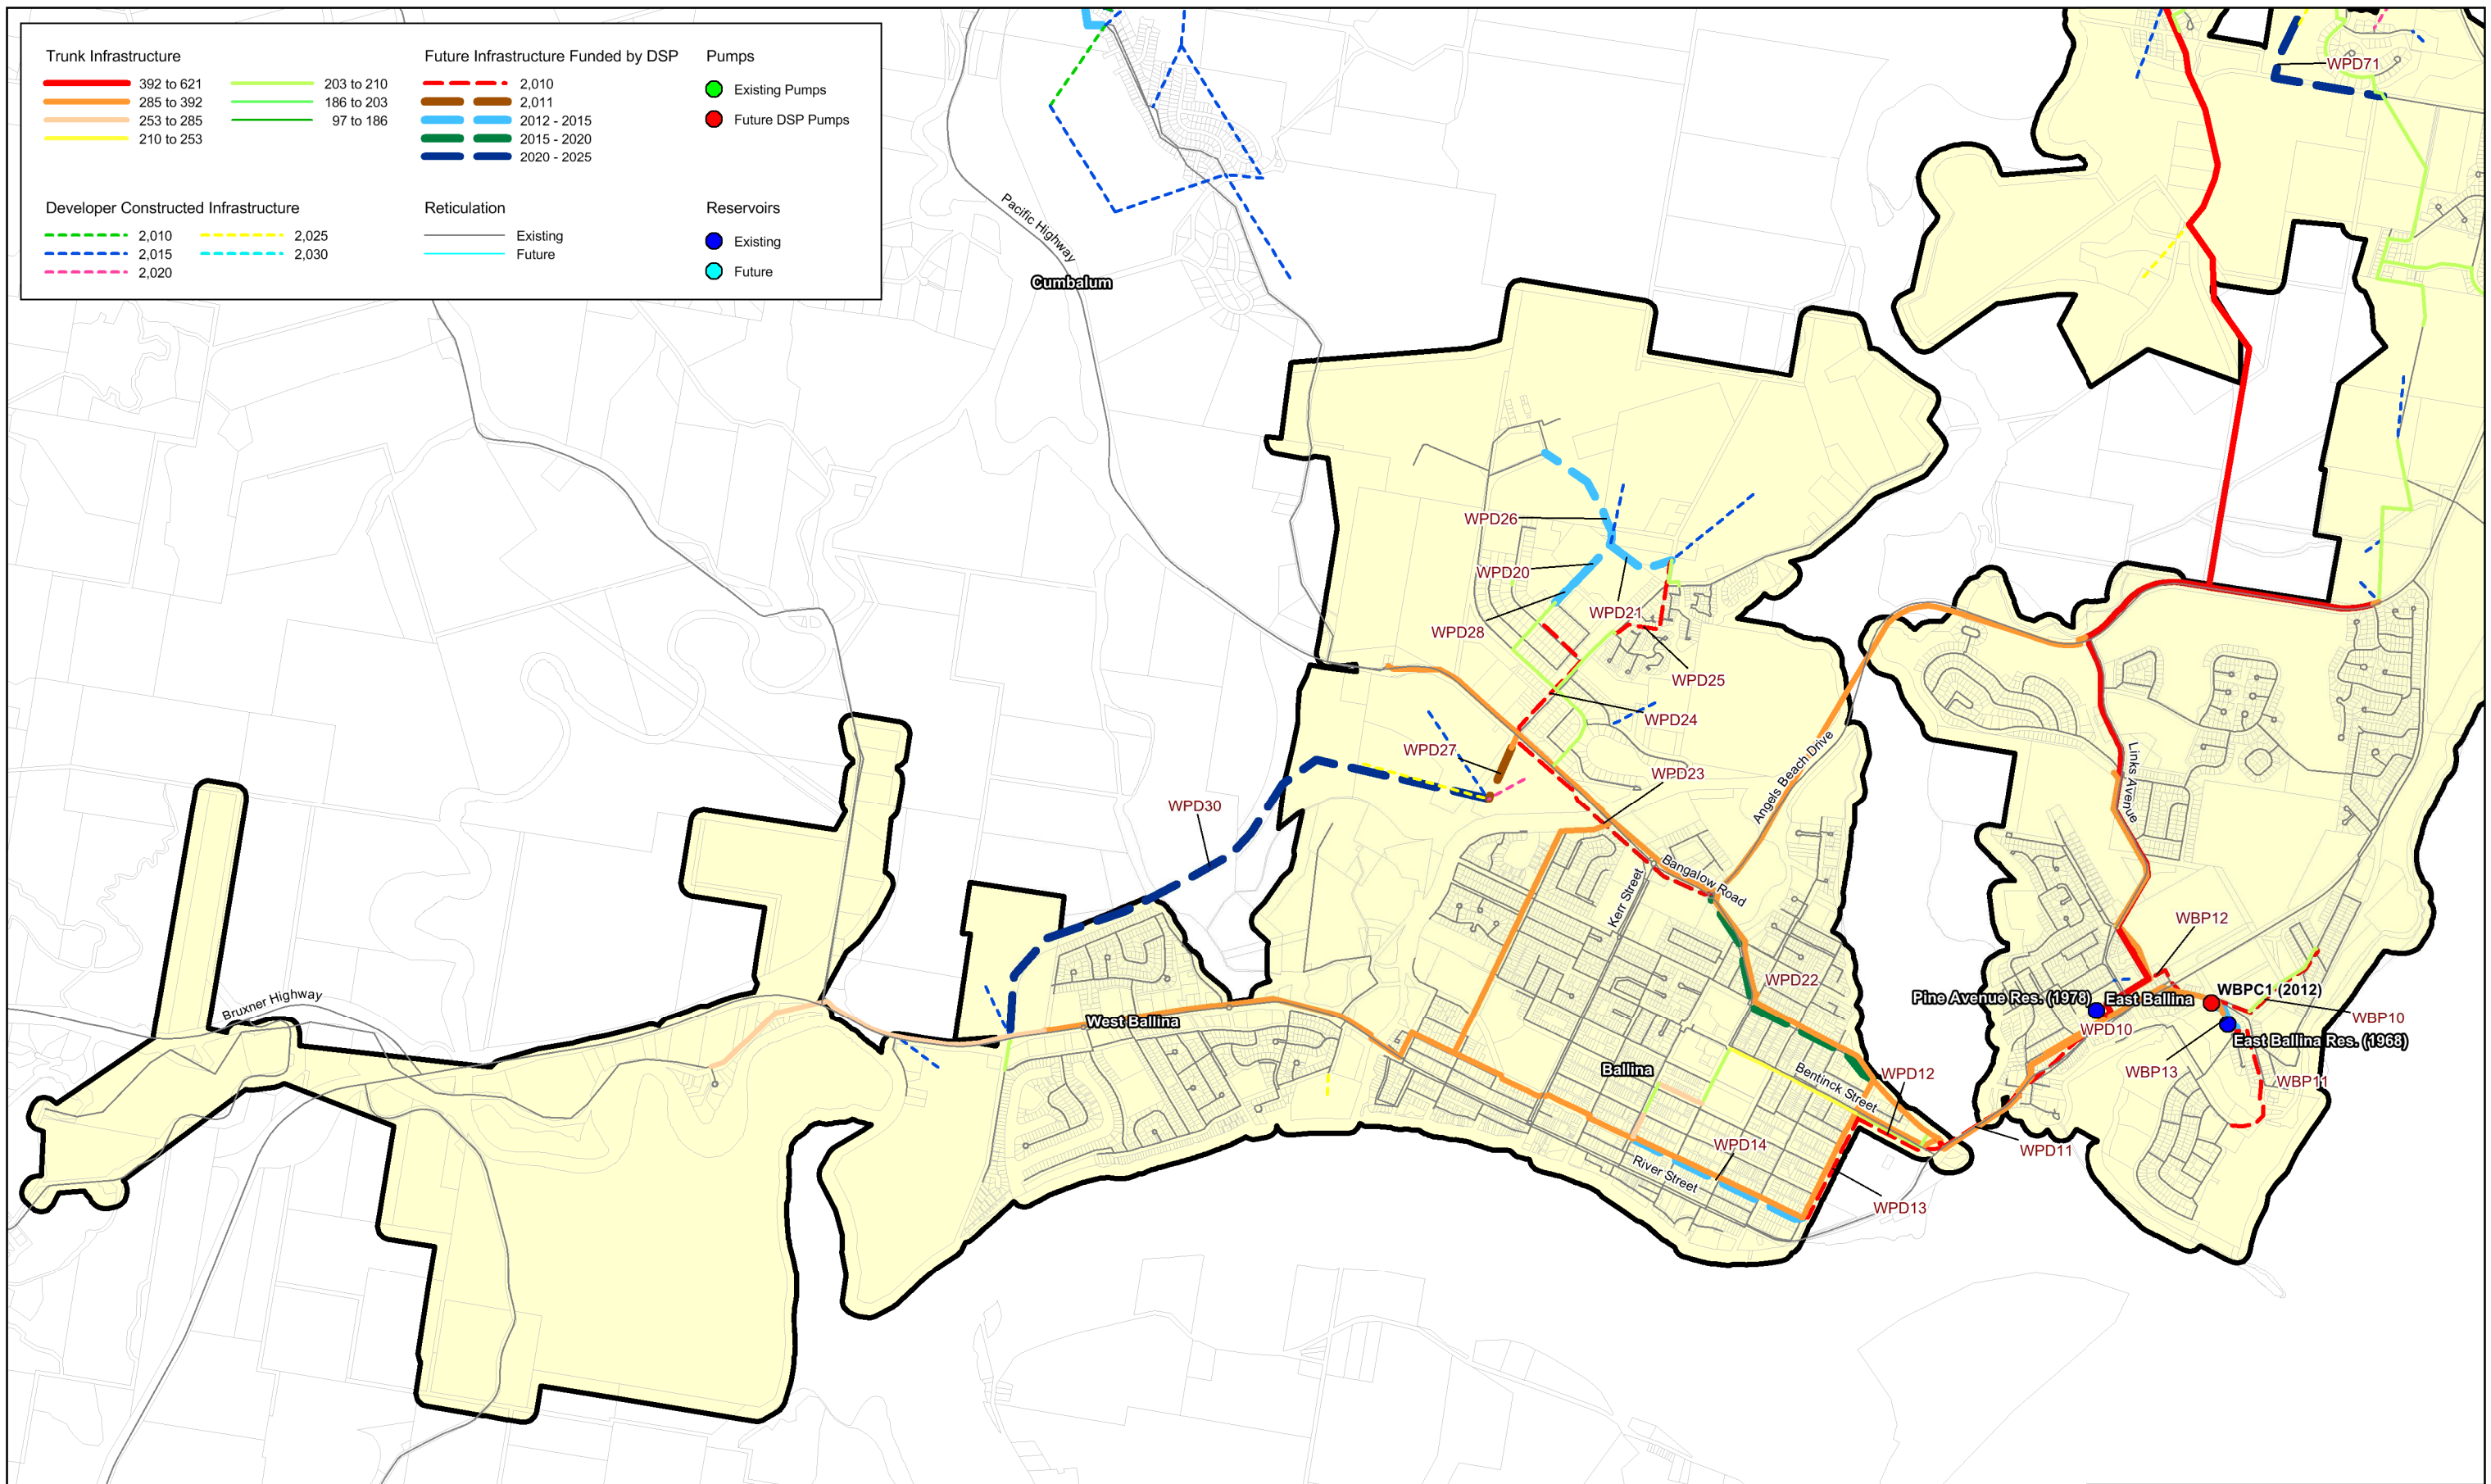 Trunk Infrastructure
392 to 621
285 to 392
253 to 285
210 to 253
203 to 210
186 to 203
97 to 186
Future Infrastructure Funded by DSP
2,010
2,011
2012 - 2015
2015 - 2020
2020 - 2025
Pumps
Existing Pumps
Future DSP Pumps
Developer Constructed Infrastructure
2,010
2,015
2,020
2,025
2,030
Reticulation
Existing
Future
Reservoirs
Existing
Future
WPD71
Pacific Highway
Cumbalum
WPD26
WPD20
WPD21
WPD28
WPD25
WPD24
WPD27
WPD23
Angels Beach Drive
Links Avenue
WPD30
Bangalow Road
Kerr Street
WBP12
WPD22
Bruxner Highway
West Ballina
Pine Avenue Res. (1978)
East Ballina
WBPC1 (2012)
WBP10
WPD10
East Ballina Res. (1968)
WBP13
WBP11
Ballina
Bentinck Street
WPD12
WPD14
River Street
WPD11
WPD13